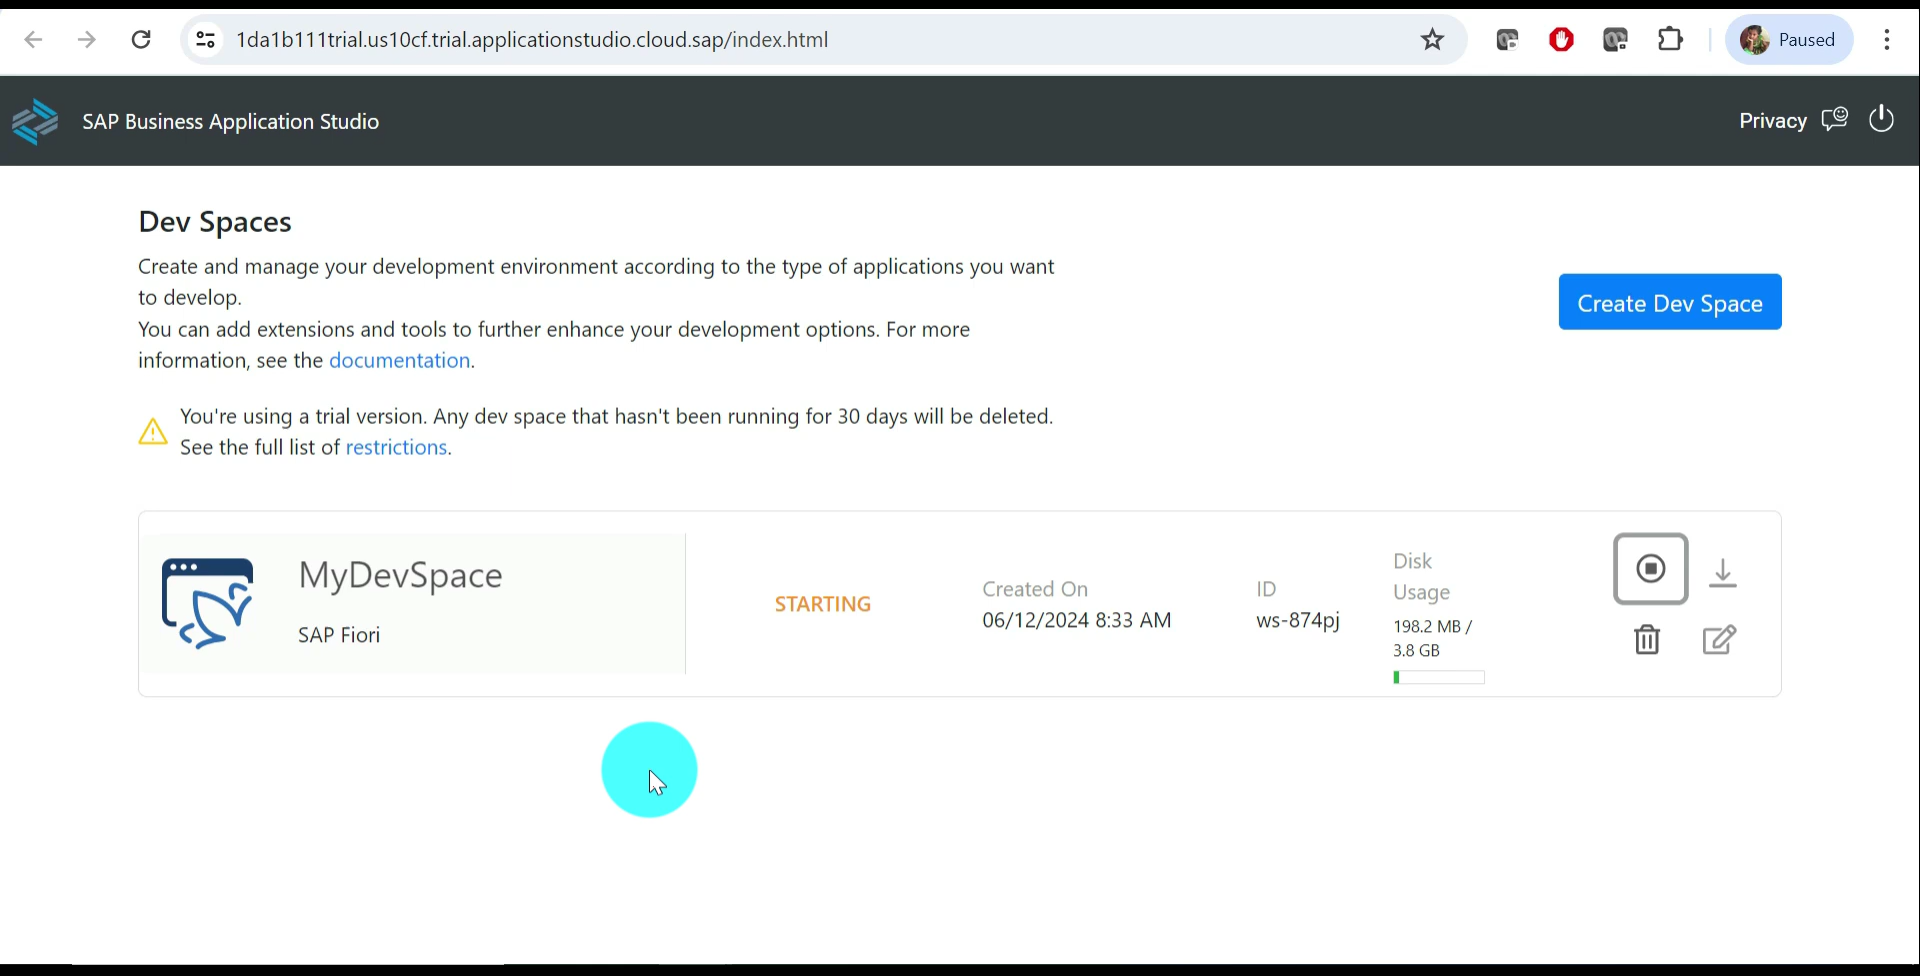 1da1b111trial.us10cf.trial.applicationstudio.cloud.sap/index.html
Paused
SAP Business Application Studio
Privacy
Dev Spaces
Create and manage your development environment according to the type of applications you want
to develop.
You can add extensions and tools to further enhance your development options. For more
information, see the documentation.
Create Dev Space
You're using a trial version. Any dev space that hasn't been running for 30 days will be deleted.
See the full list of restrictions.
MyDevSpace
SAP Fiori
STARTING
Created On
06/12/2024 8:33 AM
ID
ws-874pj
Disk
Usage
198.2 MB /
3.8 GB